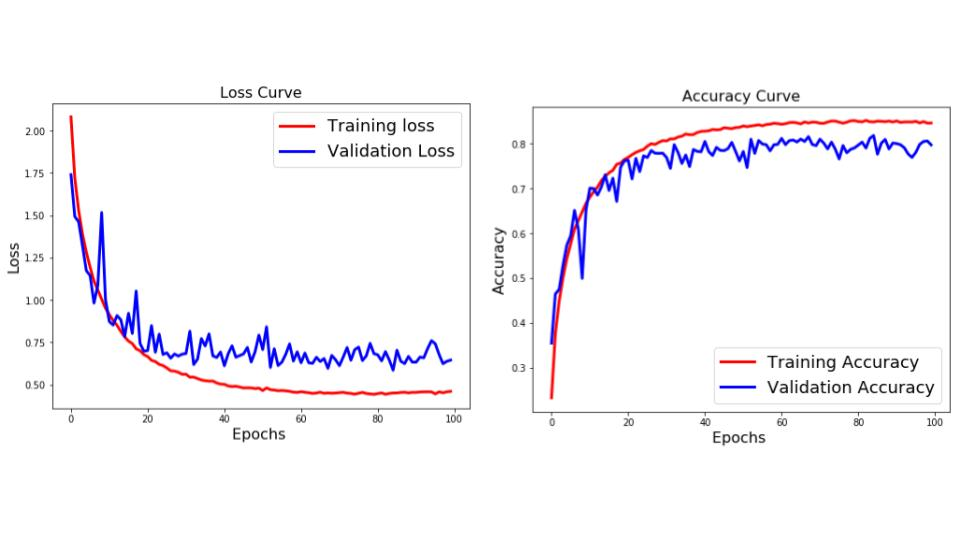 Loss Curve
2.00
1.75
1.50
1.25
1.00
0.75
0.50
Loss
Training loss
Validation Loss
0 20 40 60 80 100
Epochs
Accuracy Curve
0.8
0.7
0.6
0.5
0.4
0.3
Accuracy
Training Accuracy
Validation Accuracy
0 20 40 60 80 100
Epochs